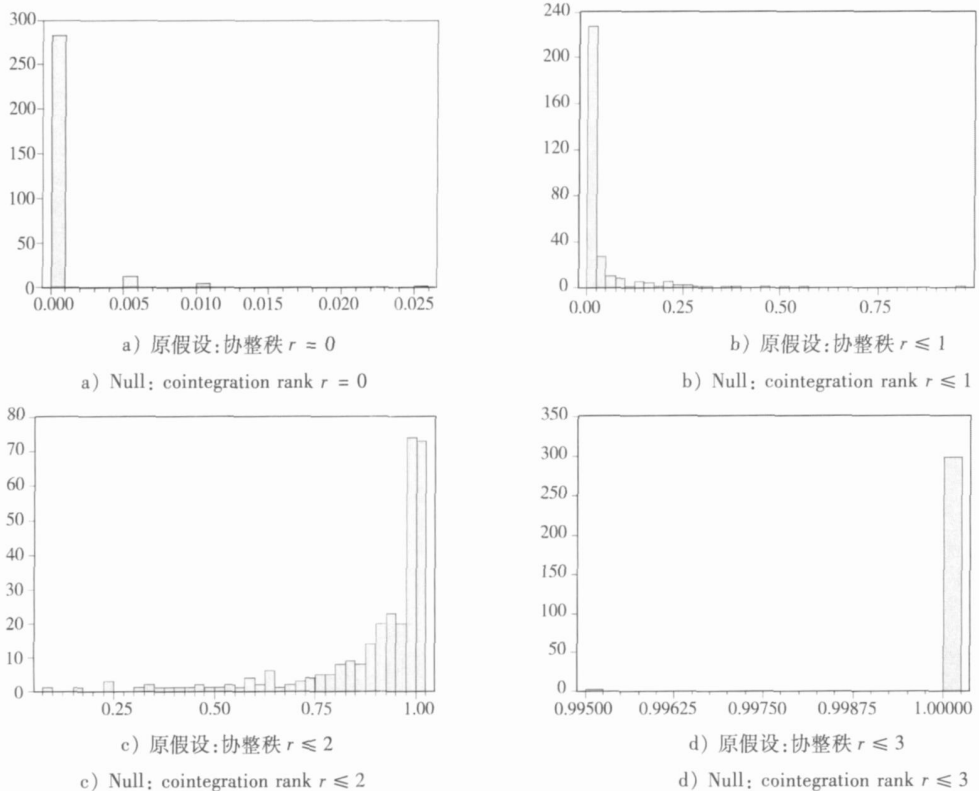 300
250
200
150
100
50
0
0.000 0.005 0.010 0.015 0.020 0.025
a) 原假设:协整秩 r = 0
a) Null: cointegration rank r = 0
240
200
160
120
80
40
0
0.00 0.25 0.50 0.75
b) 原假设:协整秩 r ≤ 1
b) Null: cointegration rank r ≤ 1
80
70
60
50
40
30
20
10
0
0.25 0.50 0.75 1.00
c) 原假设:协整秩 r ≤ 2
c) Null: cointegration rank r ≤ 2
350
300
250
200
150
100
50
0
0.99500 0.99625 0.99750 0.99875 1.00000
d) 原假设:协整秩 r ≤ 3
d) Null: cointegration rank r ≤ 3